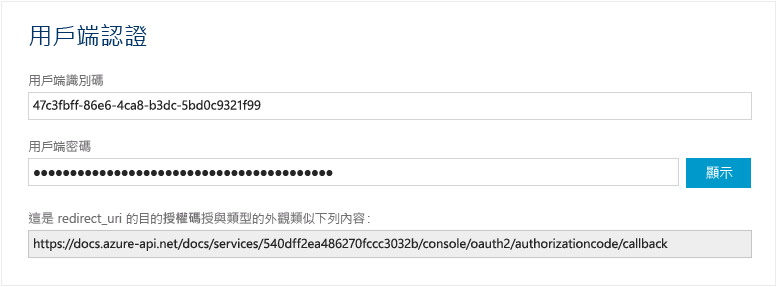 用戶端認證
用戶端識別碼
47c3fbff-86e6-4ca8-b3dc-5bd0c9321f99
用戶端密碼
●●●●●●●●●●●●●●●●●●●●●●●●●●●●●●●●●●●●●●●●●●● 顯示
這是 redirect_uri 的目的授權碼授與類型的外觀類似下列內容：
https://docs.azure-api.net/docs/services/540dff2ea486270fccc3032b/console/oauth2/authorizationcode/callback